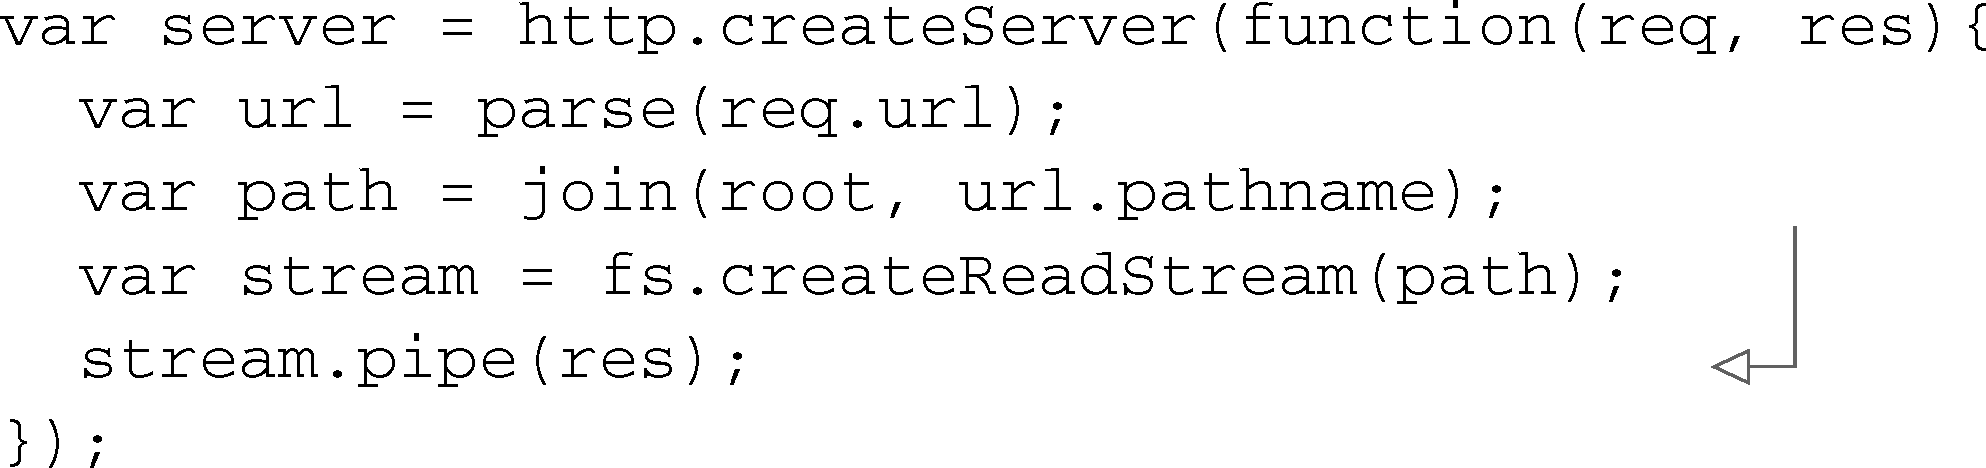 var server = http.createServer(function(req, res){
  var url = parse(req.url);
  var path = join(root, url.pathname);
  var stream = fs.createReadStream(path);
  stream.pipe(res);
});